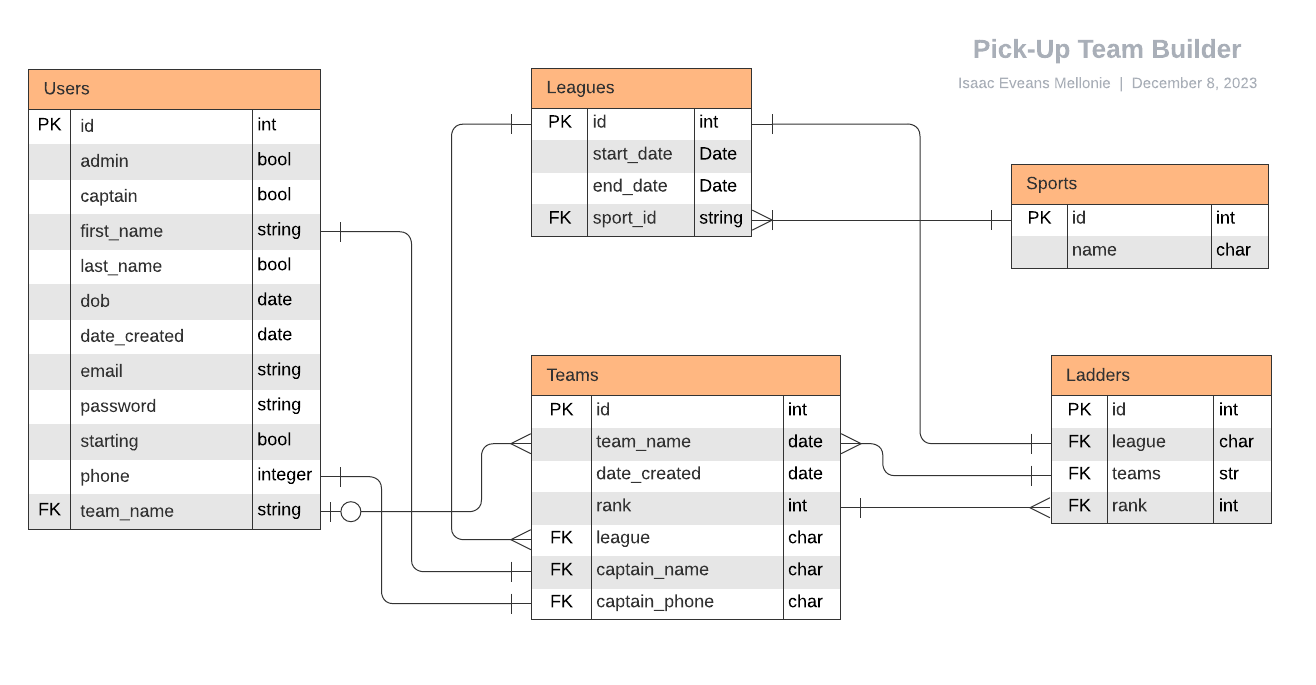 Pick-Up Team Builder
Isaac Eveans Mellonie | December 8, 2023
Users
PK id int
admin bool
captain bool
first_name string
last_name bool
dob date
date_created date
email string
password string
starting bool
phone integer
FK team_name string
Leagues
PK id int
start_date Date
end_date Date
FK sport_id string
Sports
PK id int
name char
Teams
PK id int
team_name date
date_created date
rank int
FK league char
FK captain_name char
FK captain_phone char
Ladders
PK id int
FK league char
FK teams str
FK rank int